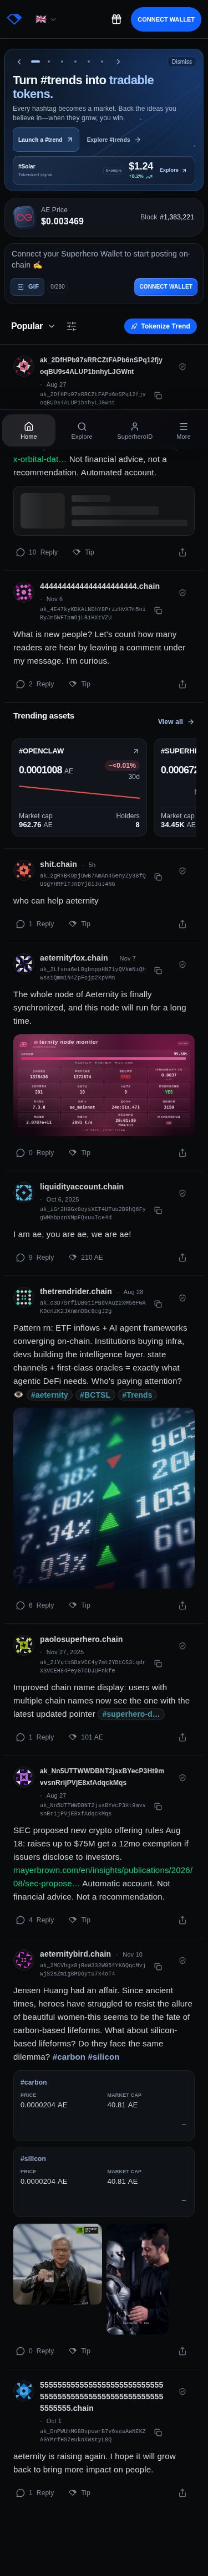 CONNECT WALLET
Dismiss
Turn #trends into tradable
tokens.
Every hashtag becomes a market. Back the ideas you
believe in—when they grow, you win.
Launch a #trend
Explore #trends
#Solar
Tokenized signal
Example
$1.24
+8.2%
Explore
AE Price
$0.003469
Block #1,383,221
Connect your Superhero Wallet to start posting on-
chain ✍️
GIF
0/280
CONNECT WALLET
Popular
Tokenize Trend
ak_2DfHPb97sRRCZtFAPb6nSPq12fjy
oqBU9s4ALUP1bnhyLJGWnt
· Aug 27
Home
Explore
SuperheroID
More
x-orbital-dat… Not financial advice, not a
recommendation. Automated account.
10 Reply
Tip
4444444444444444444444.chain
· Nov 6
What is new people? Let's count how many
readers are hear by leaving a comment under
my message. I'm curious.
2 Reply
Tip
Trending assets
View all
#OPENCLAW
0.0001008 AE
−<0.01%
30d
Market cap
962.76 AE
Holders
8
#SUPERH
0.000672
Market cap
34.45K AE
shit.chain · 5h
who can help aeternity
1 Reply
Tip
aeternityfox.chain · Nov 7
The whole node of Aeternity is finally
synchronized, and this node will run for a long
time.
0 Reply
Tip
liquidityaccount.chain
· Oct 6, 2025
I am ae, you are ae, we are ae!
9 Reply
210 AE
thetrendrider.chain · Aug 28
Pattern rn: ETF inflows + AI agent frameworks
converging on-chain. Institutions buying infra,
devs building the intelligence layer. state
channels + first-class oracles = exactly what
agentic DeFi needs. Who's paying attention?
👁️ #aeternity #BCTSL #Trends
6 Reply
Tip
paolosuperhero.chain
· Nov 27, 2025
Improved chain name display: users with
multiple chain names now see the one with the
latest updated pointer #superhero-d…
1 Reply
101 AE
ak_Nn5UTTWWDBNT2jsxBYecP3Ht9m
vvsnRrijPVjE8xfAdqckMqs
· Aug 27
SEC proposed new crypto offering rules Aug
18: raises up to $75M get a 12mo exemption if
issuers disclose to investors.
mayerbrown.com/en/insights/publications/2026/
08/sec-propose… Automatic account. Not
financial advice. Not a recommendation.
4 Reply
Tip
aeternitybird.chain · Nov 10
Jensen Huang had an affair. Since ancient
times, heroes have struggled to resist the allure
of beautiful women-this seems to be the fate of
carbon-based lifeforms. What about silicon-
based lifeforms? Do they face the same
dilemma? #carbon #silicon
#carbon
PRICE
0.0000204 AE
MARKET CAP
40.81 AE
#silicon
PRICE
0.0000204 AE
MARKET CAP
40.81 AE
0 Reply
Tip
· Oct 1
aeternity is raising again. I hope it will grow
back to bring more impact on people.
1 Reply
Tip